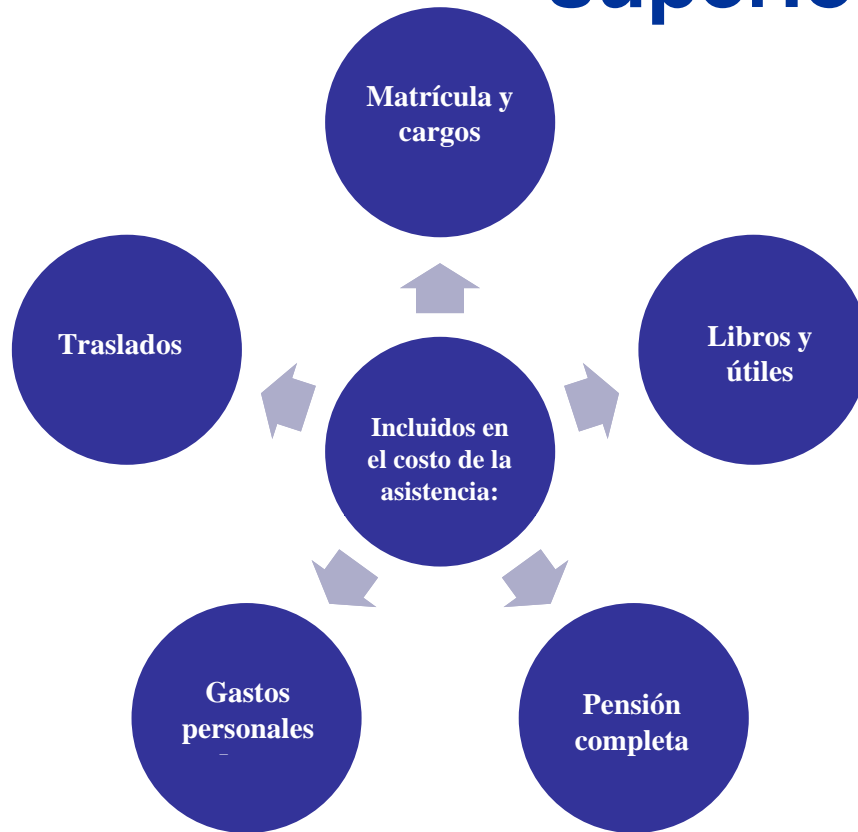 Matrícula y
cargos
Libros y
útiles
Traslados
Incluidos en
el costo de la
asistencia:
Gastos
personales
Pensión
completa